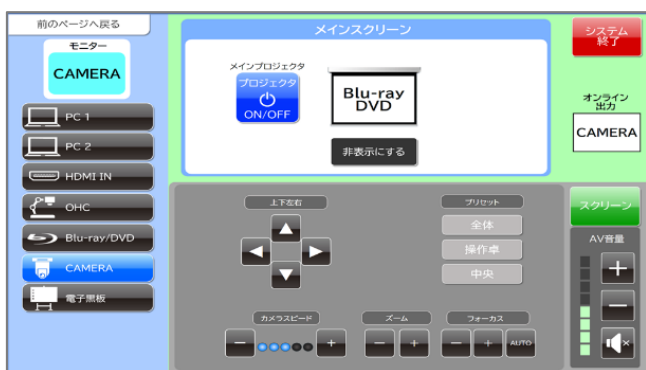 前のページへ戻る
モニター
CAMERA
PC 1
PC 2
HDMI IN
OHC
Blu-ray/DVD
CAMERA
電子黒板
メインスクリーン
メインプロジェクタ
プロジェクタ
ON/OFF
Blu-ray
DVD
非表示にする
システム
終了
オンライン
出力
CAMERA
上下左右
プリセット
全体
操作卓
中央
カメラスピード
ズーム
フォーカス
AUTO
スクリーン
AV音量